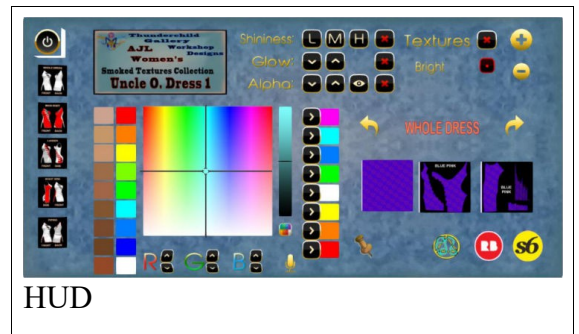 Thunderchild
Gallery
AJL Workshop
Designs
Women's
Smoked Textures Collection
Uncle O. Dress 1
Shininess: L M H
Glow:
Alpha:
Textures
Bright
WHOLE DRESS
BLUE PINK
BLUE
PINK
R G B
RB
s6
HUD